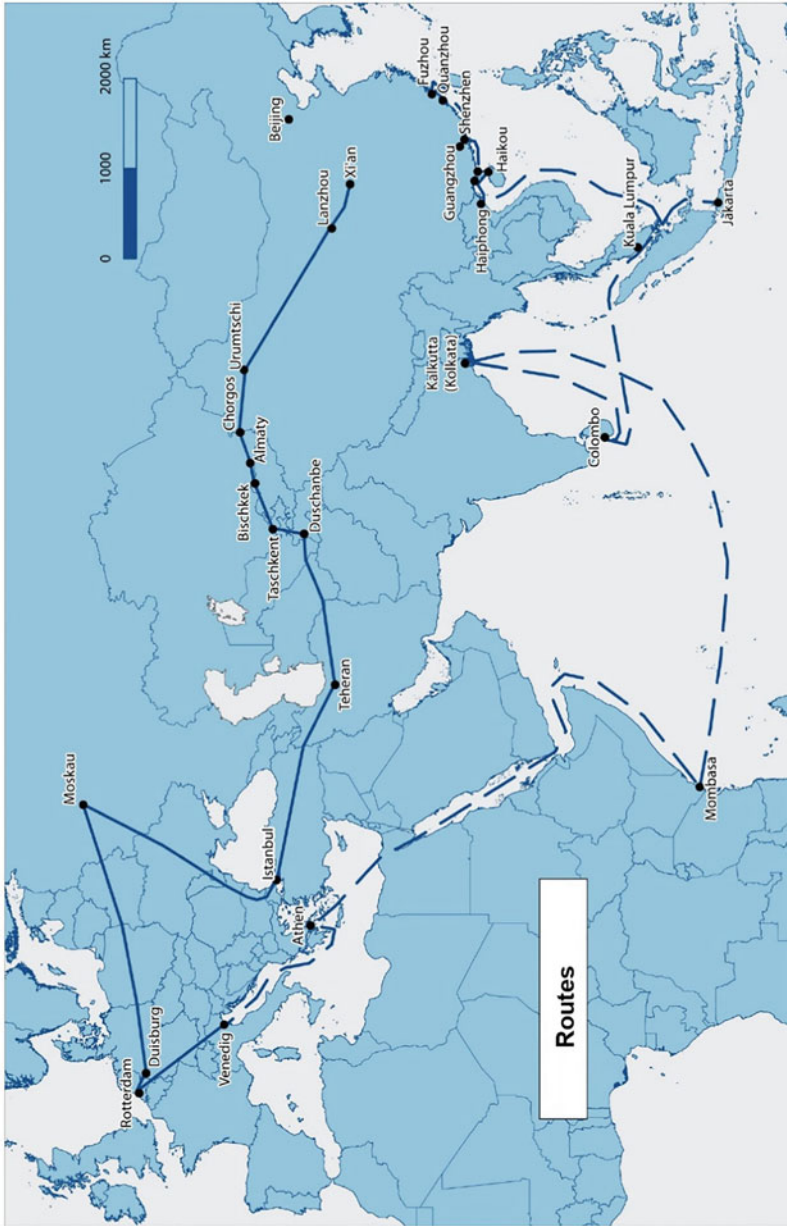 Moskau
Rotterdam
Duisburg
Venedig
Istanbul
Athen
Teheran
Taschkent
Duschanbe
Bischkek
Almaty
Chorgos
Urumtschi
Lanzhou
Xi'an
Beijing
0
1000
2000 km
Fuzhou
Quanzhou
Shenzhen
Guangzhou
Haikou
Haiphong
Kuala Lumpur
Jakarta
Kalkutta
(Kolkata)
Colombo
Mombasa
Routes